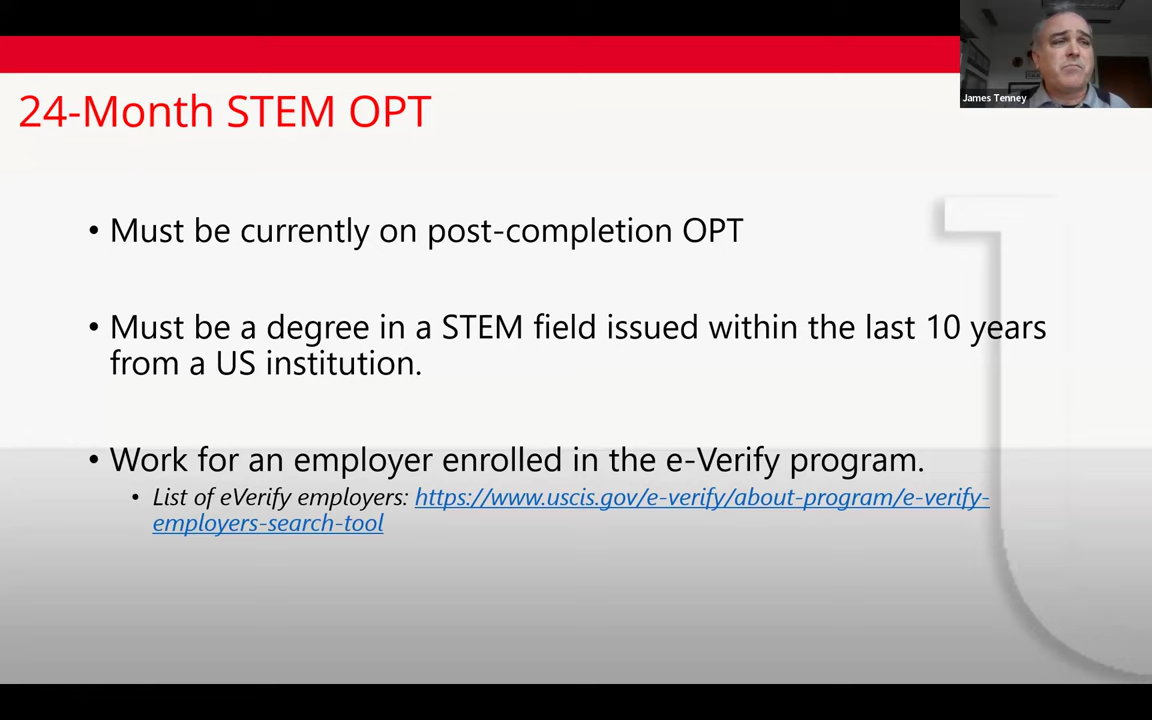 James Tenney
24-Month STEM OPT
• Must be currently on post-completion OPT
• Must be a degree in a STEM field issued within the last 10 years
from a US institution.
• Work for an employer enrolled in the e-Verify program.
• List of eVerify employers: https://www.uscis.gov/e-verify/about-program/e-verify-
employers-search-tool